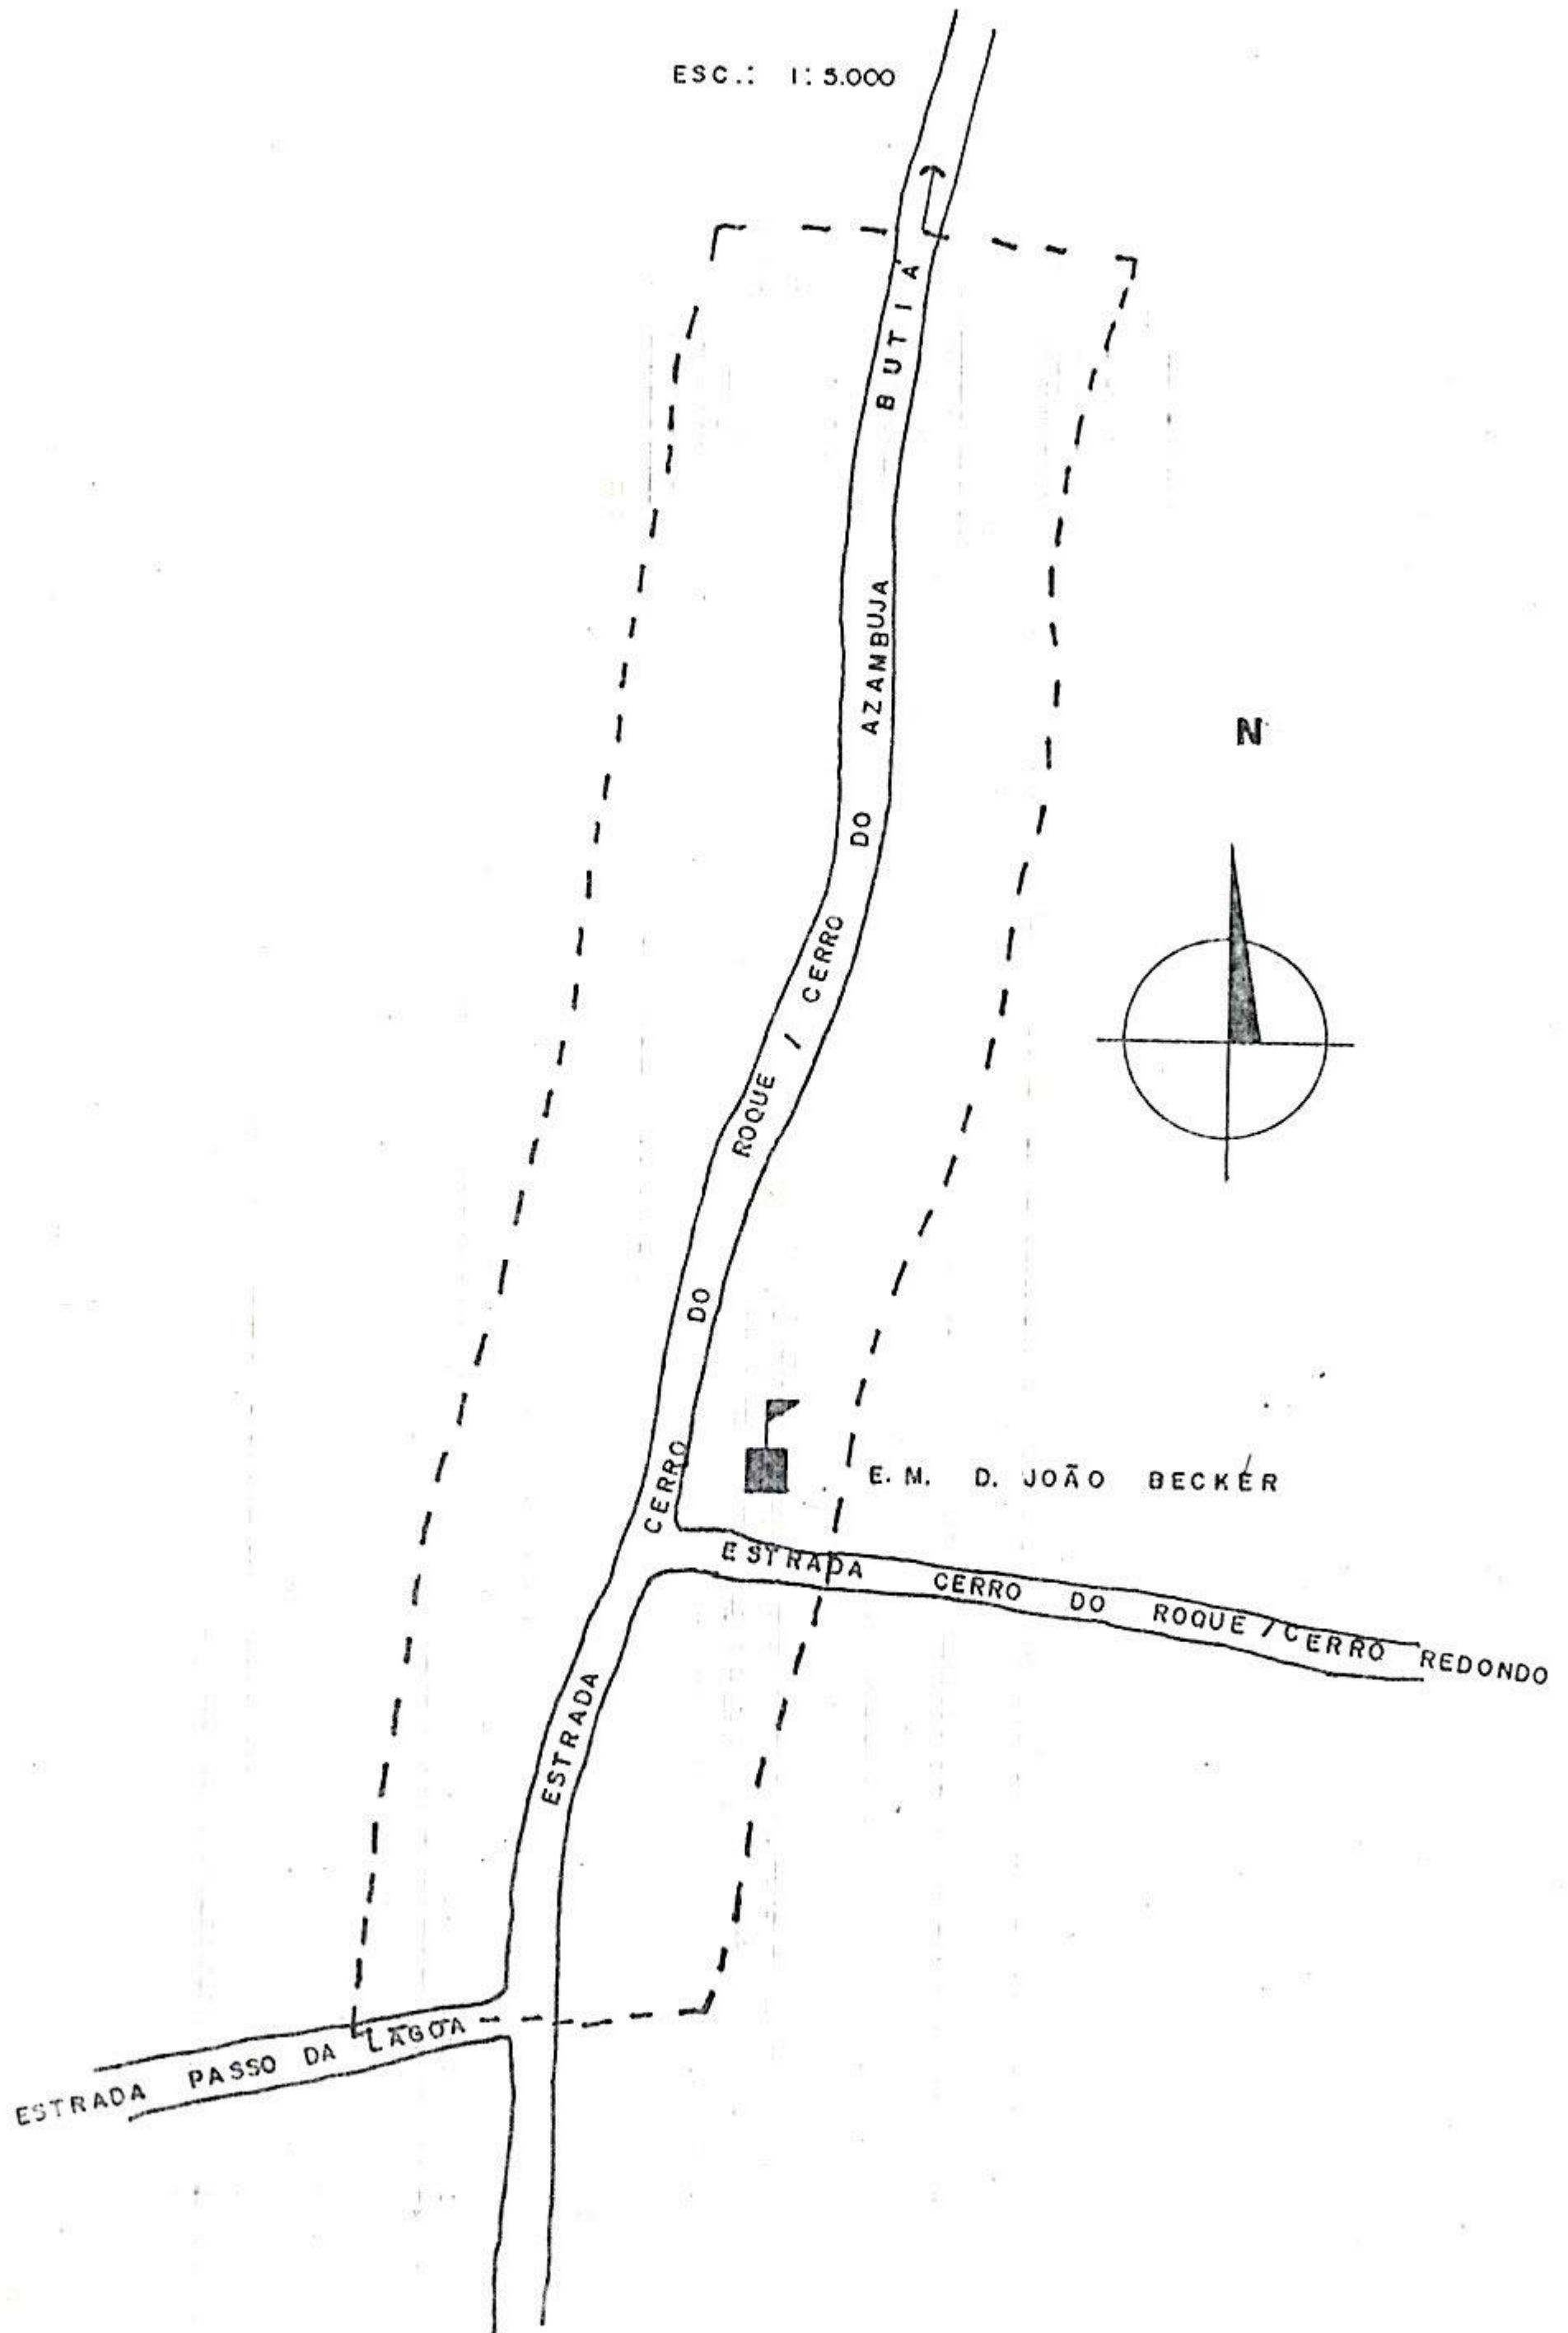 ESC.: 1:5.000
BUTIÁ
N
ESTRADA CERRO DO ROQUE / CERRO DO AZAMBUJA
E. M. D. JOÃO BECKER
ESTRADA CERRO DO ROQUE / CERRO REDONDO
ESTRADA PASSO DA LAGOA